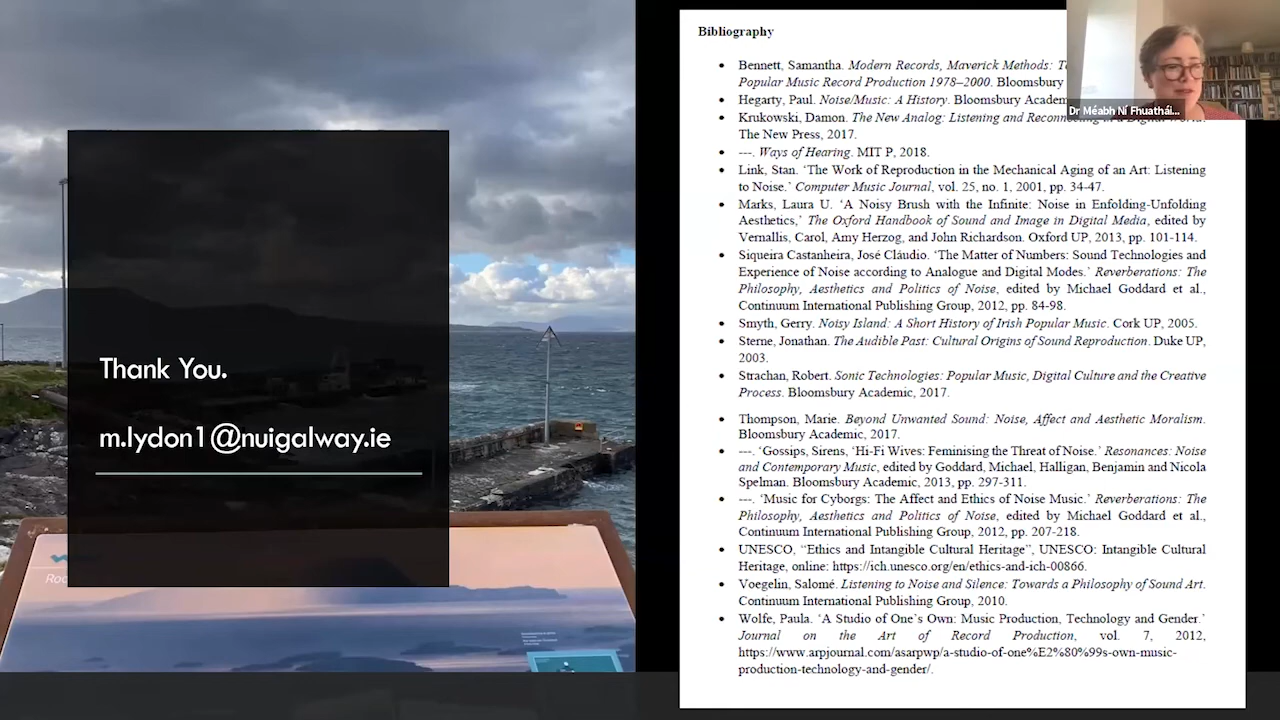 Thank You.
m.lydon1@nuigalway.ie
Bibliography
• Bennett, Samantha. Modern Records, Maverick Methods:
Popular Music Record Production 1978–2000. Bloomsbury
• Hegarty, Paul. Noise/Music: A History. Bloomsbury
• Krukowski, Damon. The New Analog: Listening and
The New Press, 2017.
• ---. Ways of Hearing. MIT P, 2018.
• Link, Stan. ‘The Work of Reproduction in the Mechanical Aging of an Art: Listening
to Noise.’ Computer Music Journal, vol. 25, no. 1, 2001, pp. 34-47.
• Marks, Laura U. ‘A Noisy Brush with the Infinite: Noise in Enfolding-Unfolding
Aesthetics,’ The Oxford Handbook of Sound and Image in Digital Media, edited by
Vernallis, Carol, Amy Herzog, and John Richardson. Oxford UP, 2013, pp. 101-114.
• Siqueira Castanheira, José Cláudio. ‘The Matter of Numbers: Sound Technologies and
Experience of Noise according to Analogue and Digital Modes.’ Reverberations: The
Philosophy, Aesthetics and Politics of Noise, edited by Michael Goddard et al.,
Continuum International Publishing Group, 2012, pp. 84-98.
• Smyth, Gerry. Noisy Island: A Short History of Irish Popular Music. Cork UP, 2005.
• Sterne, Jonathan. The Audible Past: Cultural Origins of Sound Reproduction. Duke UP,
2003.
• Strachan, Robert. Sonic Technologies: Popular Music, Digital Culture and the Creative
Process. Bloomsbury Academic, 2017.
• Thompson, Marie. Beyond Unwanted Sound: Noise, Affect and Aesthetic Moralism.
Bloomsbury Academic, 2017.
• ---. ‘Gossips, Sirens, ‘Hi-Fi Wives: Feminising the Threat of Noise.’ Resonances: Noise
and Contemporary Music, edited by Goddard, Michael, Halligan, Benjamin and Nicola
Spelman. Bloomsbury Academic, 2013, pp. 297-311.
• ---. ‘Music for Cyborgs: The Affect and Ethics of Noise Music.’ Reverberations: The
Philosophy, Aesthetics and Politics of Noise, edited by Michael Goddard et al.,
Continuum International Publishing Group, 2012, pp. 207-218.
• UNESCO, “Ethics and Intangible Cultural Heritage”, UNESCO: Intangible Cultural
Heritage, online: https://ich.unesco.org/en/ethics-and-ich-00866.
• Voegelin, Salomé. Listening to Noise and Silence: Towards a Philosophy of Sound Art.
Continuum International Publishing Group, 2010.
• Wolfe, Paula. ‘A Studio of One’s Own: Music Production, Technology and Gender.’
Journal on the Art of Record Production, vol. 7, 2012,
https://www.arpjournal.com/asarpwp/a-studio-of-one%E2%80%99s-own-music-
production-technology-and-gender/.
Dr Méabh Ní Fhuathái...